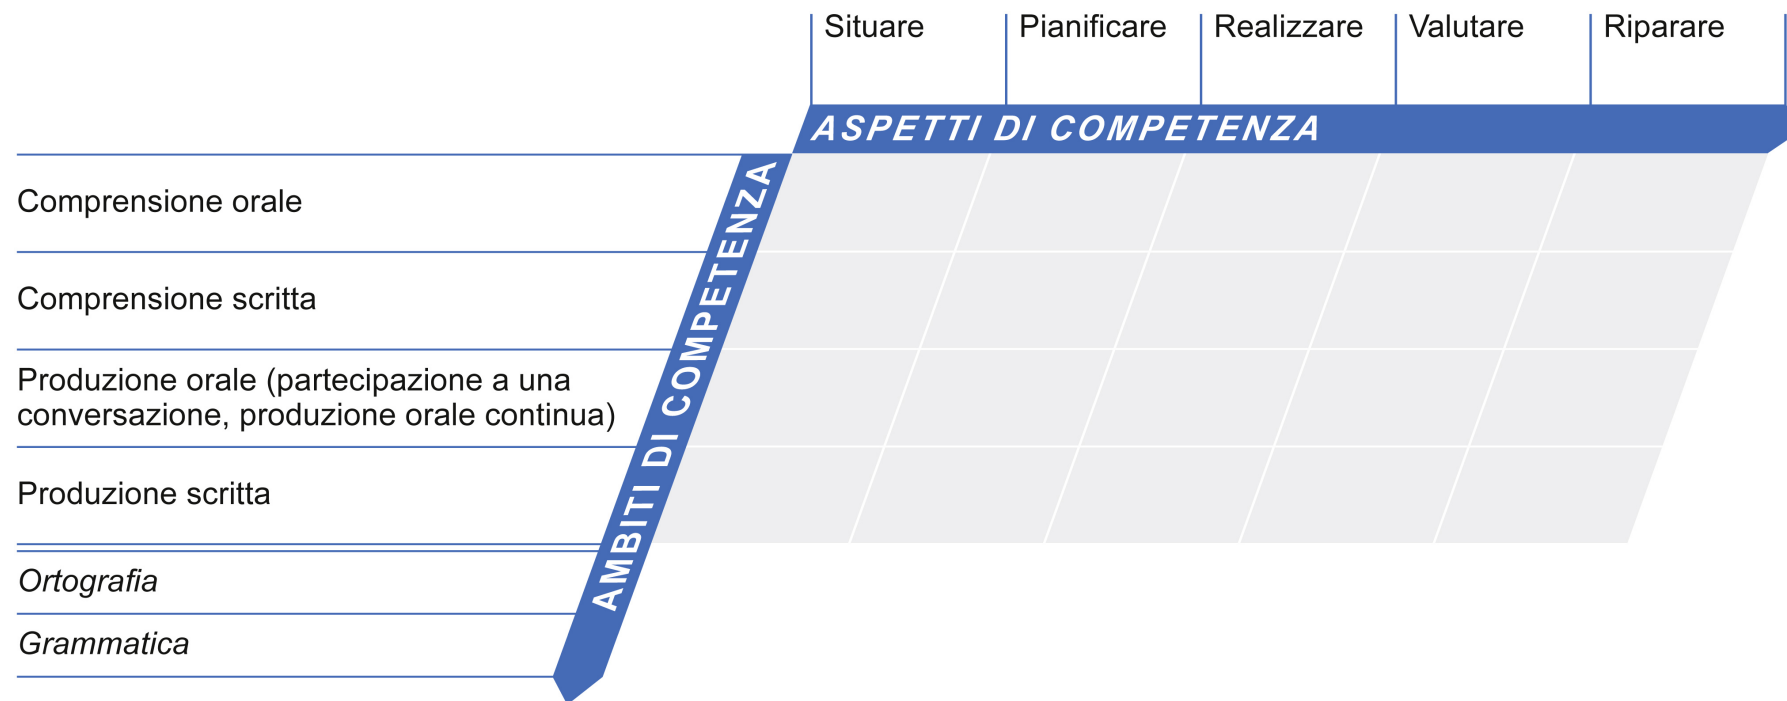 Situare
Pianificare
Realizzare
Valutare
Riparare
ASPETTI DI COMPETENZA
AMBITI DI COMPETENZA
Comprensione orale
Comprensione scritta
Produzione orale (partecipazione a una
conversazione, produzione orale continua)
Produzione scritta
Ortografia
Grammatica